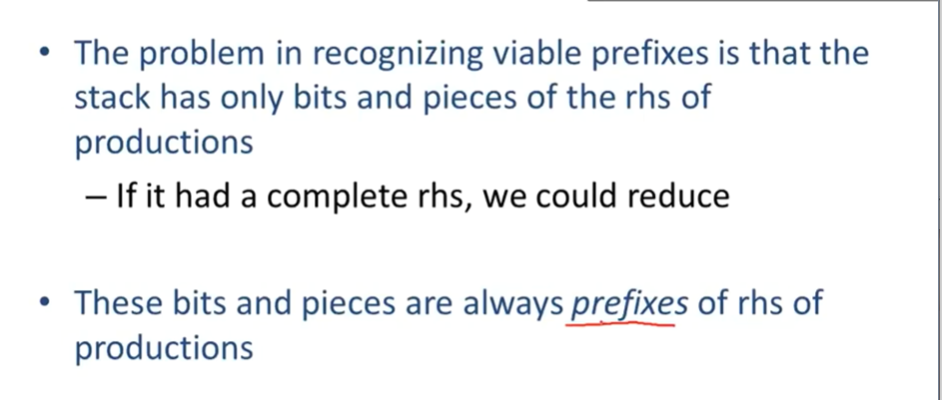 • The problem in recognizing viable prefixes is that the
stack has only bits and pieces of the rhs of
productions
– If it had a complete rhs, we could reduce
• These bits and pieces are always prefixes of rhs of
productions